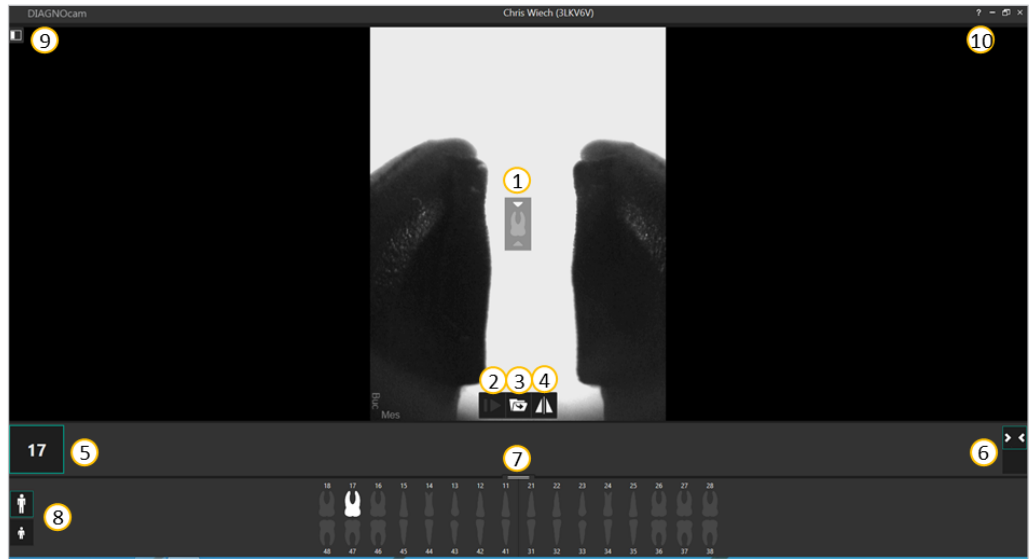 DIAGNOcam Chris Wiech (3LKV6V) ? – ×
9 10
1
2 3 4
Buc
Mes
17 5 6
7
18 17 16 15 14 13 12 11 21 22 23 24 25 26 27 28
8
48 47 46 45 44 43 42 41 31 32 33 34 35 36 37 38